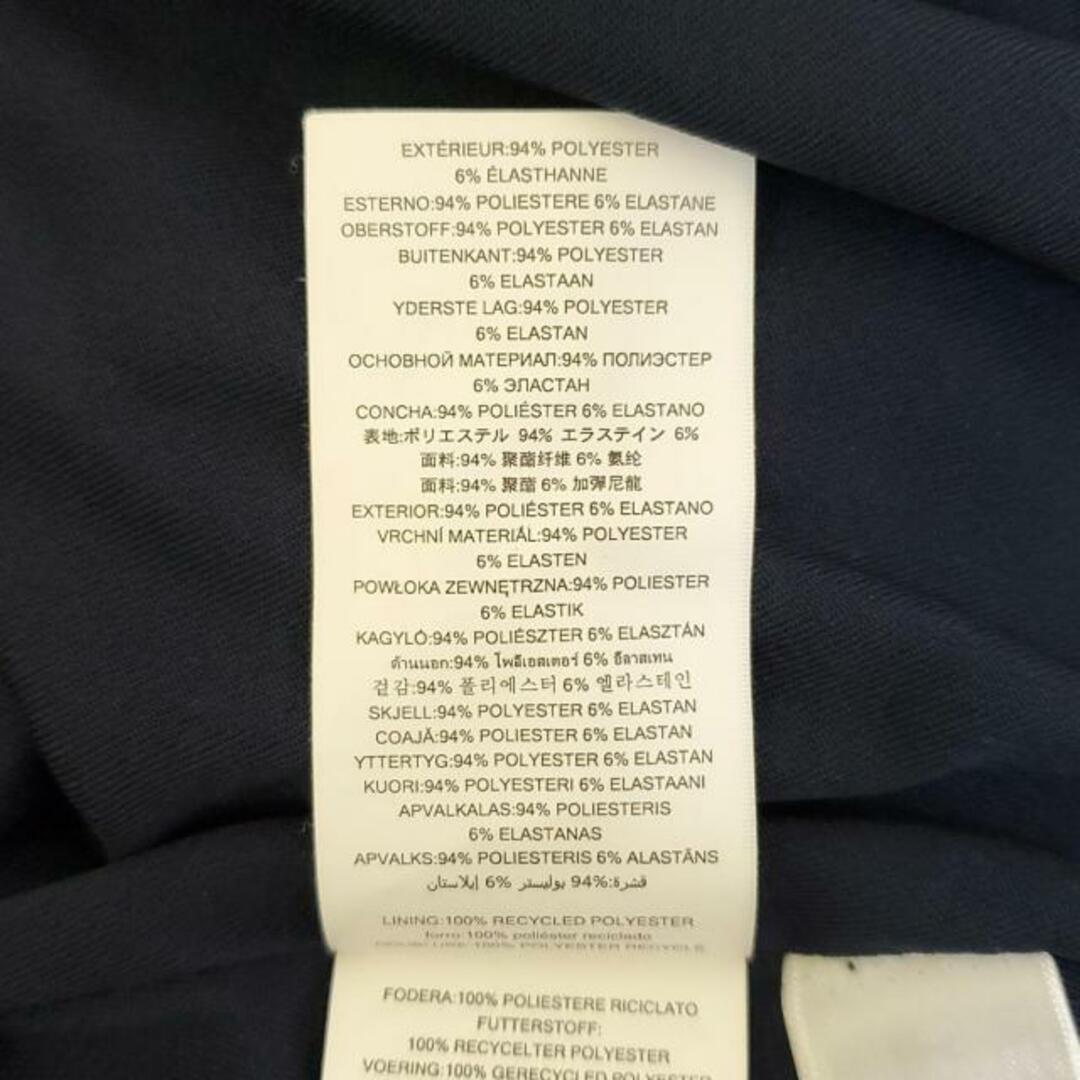 EXTÉRIEUR:94% POLYESTER
6% ÉLASTHANNE
ESTERNO:94% POLIESTERE 6% ELASTANE
OBERSTOFF:94% POLYESTER 6% ELASTAN
BUITENKANT:94% POLYESTER
6% ELASTAAN
YDERSTE LAG:94% POLYESTER
6% ELASTAN
ОСНОВНОЙ МАТЕРИАЛ:94% ПОЛИЭСТЕР
6% ЭЛАСТАН
CONCHA:94% POLIÉSTER 6% ELASTANO
表地:ポリエステル 94% エラステイン 6%
面料:94% 聚酯纤维 6% 氨纶
面料:94% 聚酯 6% 加彈尼龍
EXTERIOR:94% POLIÉSTER 6% ELASTANO
VRCHNÍ MATERIÁL:94% POLYESTER
6% ELASTEN
POWŁOKA ZEWNĘTRZNA:94% POLIESTER
6% ELASTIK
KAGYLÓ:94% POLIÉSZTER 6% ELASZTÁN
ด้านนอก:94% โพลีเอสเตอร์ 6% อีลาสเทน
겉감:94% 폴리에스터 6% 엘라스테인
SKJELL:94% POLYESTER 6% ELASTAN
COAJĂ:94% POLIESTER 6% ELASTAN
YTTERTYG:94% POLYESTER 6% ELASTAN
KUORI:94% POLYESTERI 6% ELASTAANI
APVALKALAS:94% POLIESTERIS
6% ELASTANAS
APVALKS:94% POLIESTERIS 6% ALASTĀNS
قشرة:94% بوليستر 6% إيلاستان
LINING:100% RECYCLED POLYESTER
forro:100% poliéster reciclado
DOUBLURE:100% POLYESTER RECYCLÉ
FODERA:100% POLIESTERE RICICLATO
FUTTERSTOFF:
100% RECYCELTER POLYESTER
VOERING:100% GERECYCLED POLYESTER